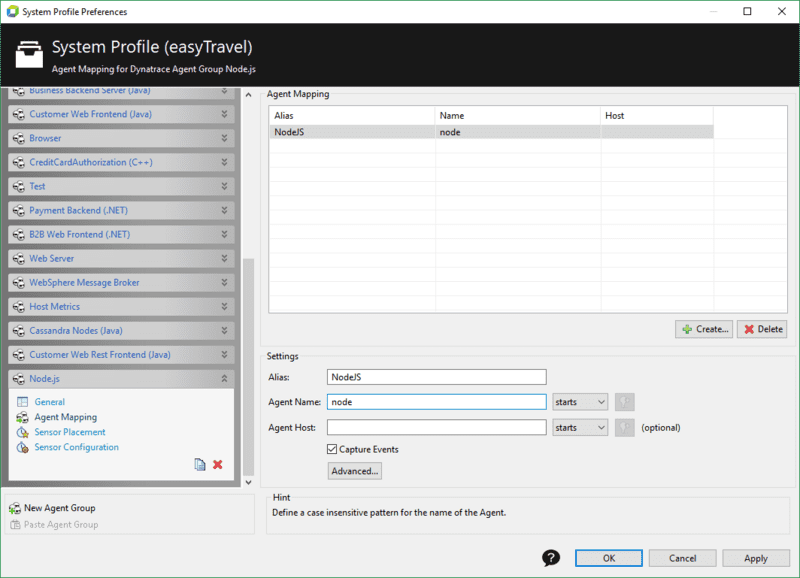 System Profile Preferences
System Profile (easyTravel)
Agent Mapping for Dynatrace Agent Group Node.js
Business Backend Server (Java)
Customer Web Frontend (Java)
Browser
CreditCardAuthorization (C++)
Test
Payment Backend (.NET)
B2B Web Frontend (.NET)
Web Server
WebSphere Message Broker
Host Metrics
Cassandra Nodes (Java)
Customer Web Rest Frontend (Java)
Node.js
General
Agent Mapping
Sensor Placement
Sensor Configuration
New Agent Group
Paste Agent Group
Agent Mapping
Alias Name Host
NodeJS node
Create... Delete
Settings
Alias: NodeJS
Agent Name: node starts
Agent Host: starts (optional)
Capture Events
Advanced...
Hint
Define a case insensitive pattern for the name of the Agent.
? OK Cancel Apply